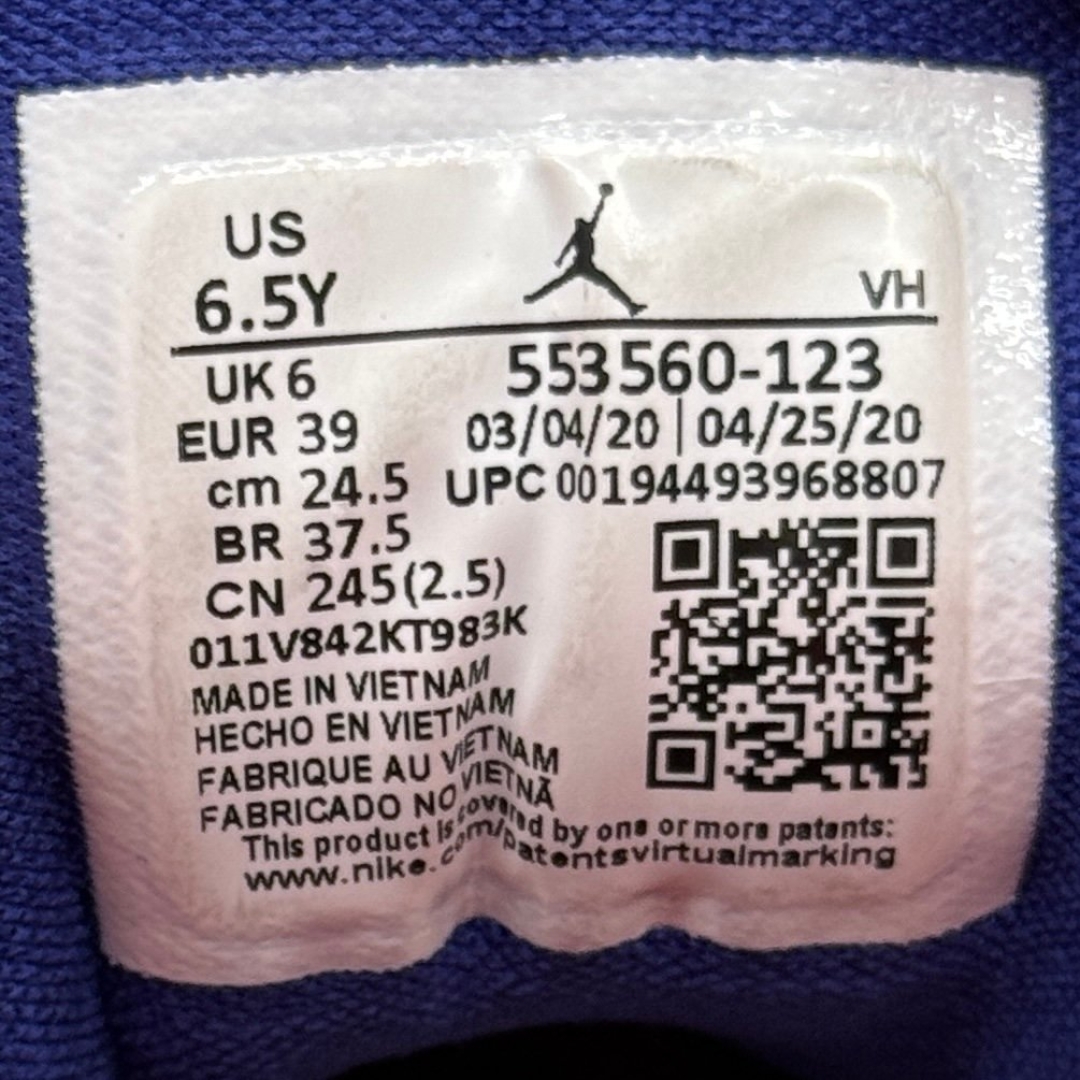 US
6.5Y
VH
UK 6
553560-123
EUR 39
03/04/20 | 04/25/20
cm 24.5
UPC 00194493968807
BR 37.5
CN 245(2.5)
011V842KT983K
MADE IN VIETNAM
HECHO EN VIETNAM
FABRIQUE AU VIETNAM
FABRICADO NO VIETNÃ
This product is covered by one or more patents:
www.nike.com/patentsvirtualmarking